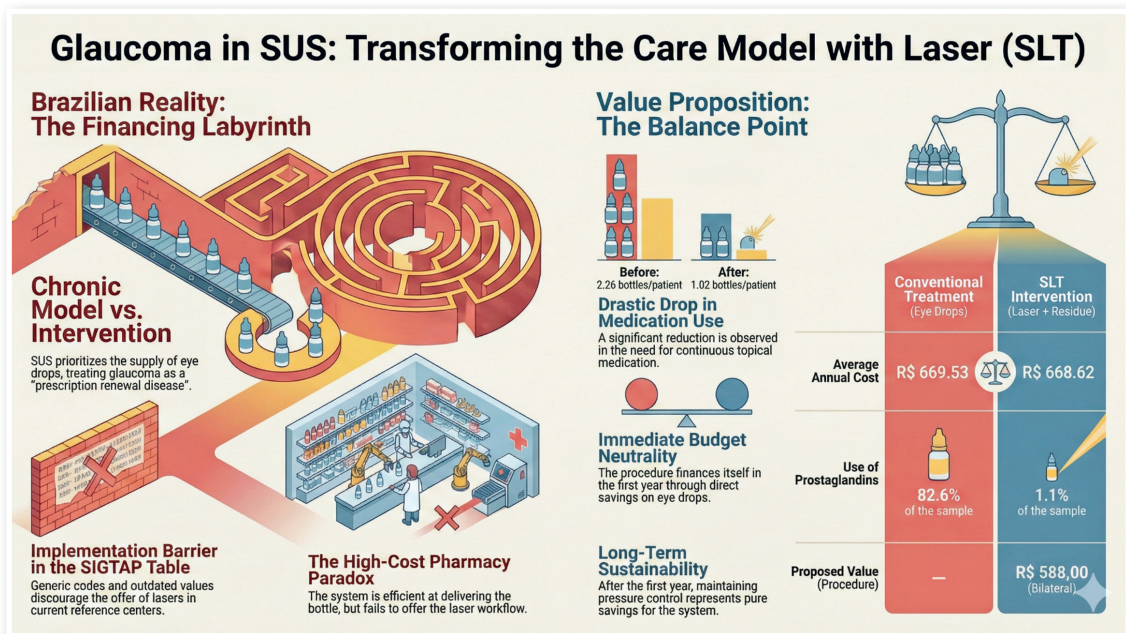 Glaucoma in SUS: Transforming the Care Model with Laser (SLT)
Brazilian Reality:
The Financing Labyrinth
Chronic
Model vs.
Intervention
SUS prioritizes the supply of eye
drops, treating glaucoma as a
“prescription renewal disease”.
Implementation Barrier
in the SIGTAP Table
Generic codes and outdated values
discourage the offer of lasers in
current reference centers.
The High-Cost Pharmacy
Paradox
The system is efficient at delivering the
bottle, but fails to offer the laser workflow.
Value Proposition:
The Balance Point
Before:
2.26 bottles/patient
After:
1.02 bottles/patient
Drastic Drop in
Medication Use
A significant reduction is observed
in the need for continuous topical
medication.
Immediate Budget
Neutrality
The procedure finances itself in
the first year through direct
savings on eye drops.
Long-Term
Sustainability
After the first year, maintaining
pressure control represents pure
savings for the system.
Conventional
Treatment
(Eye Drops)
SLT
Intervention
(Laser + Residue)
Average
Annual Cost
R$ 669.53
R$ 668.62
Use of
Prostaglandins
82.6%
of the sample
1.1%
of the sample
Proposed Value
(Procedure)
—
R$ 588,00
(Bilateral)